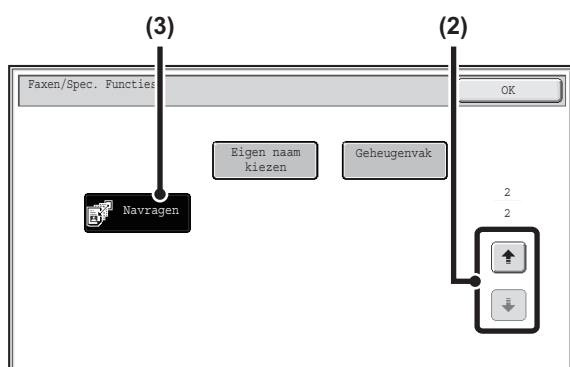 (3)
(2)
Faxen/Spec. Functies
OK
Eigen naam
kiezen
Geheugenvak
Navragen
2
2